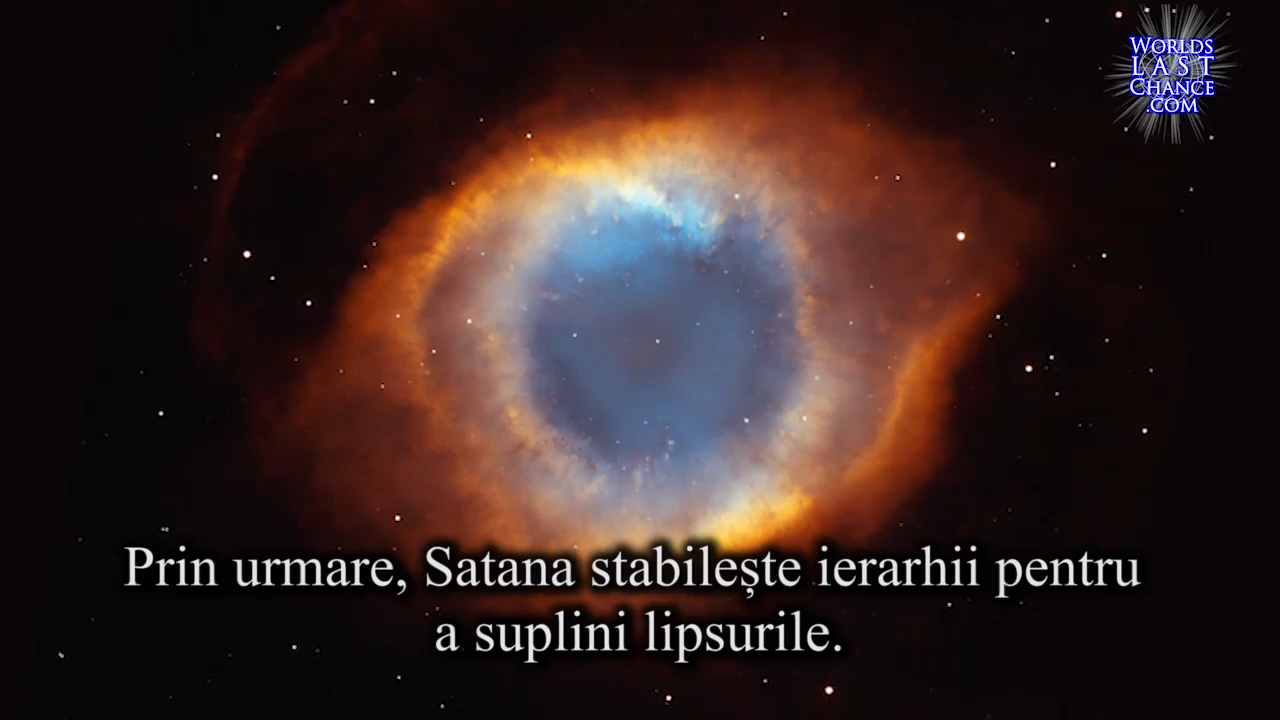 WORLDS
LAST
CHANCE
.COM
Prin urmare, Satana stabilește ierarhii pentru
a suplini lipsurile.